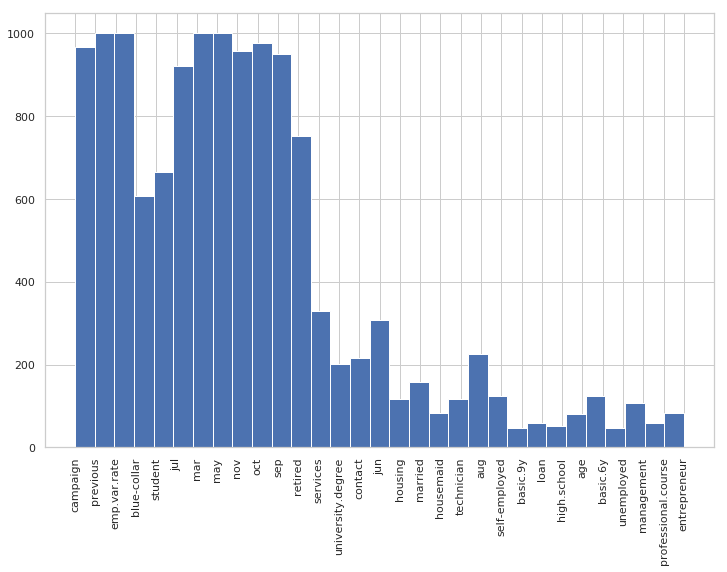 1000
800
600
400
200
0
campaign
previous
emp.var.rate
blue-collar
student
jul
mar
may
nov
oct
sep
retired
services
university.degree
contact
jun
housing
married
housemaid
technician
aug
self-employed
basic.9y
loan
high.school
age
basic.6y
unemployed
management
professional.course
entrepreneur